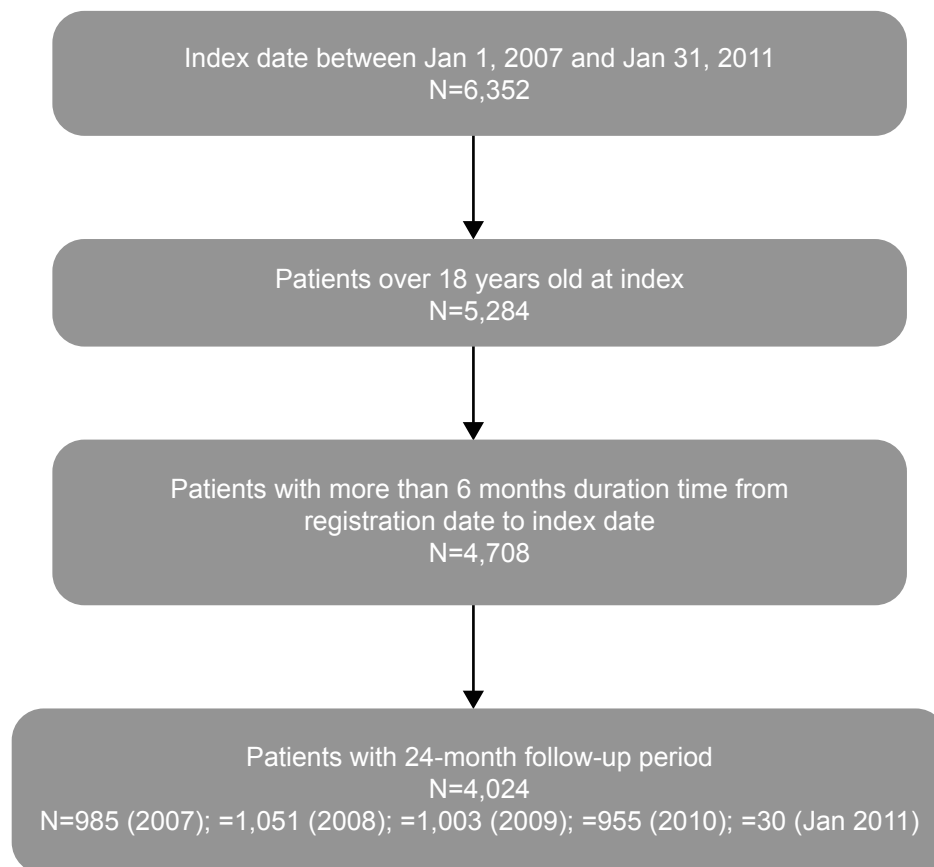 Index date between Jan 1, 2007 and Jan 31, 2011
N=6,352
Patients over 18 years old at index
N=5,284
Patients with more than 6 months duration time from
registration date to index date
N=4,708
Patients with 24-month follow-up period
N=4,024
N=985 (2007); =1,051 (2008); =1,003 (2009); =955 (2010); =30 (Jan 2011)